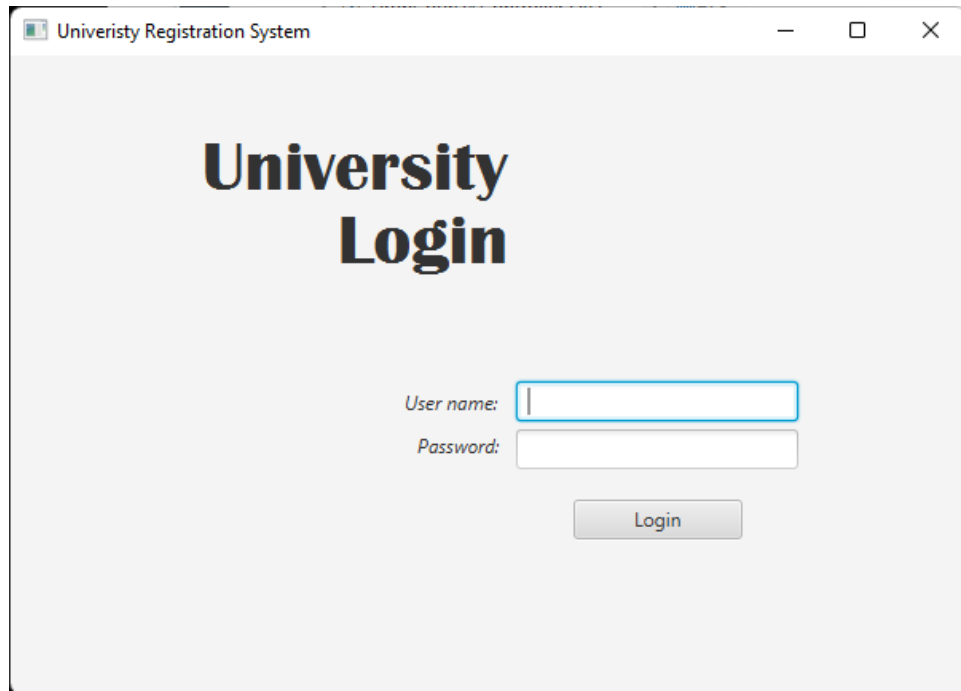 Univeristy Registration System
University
Login
User name:
Password:
Login